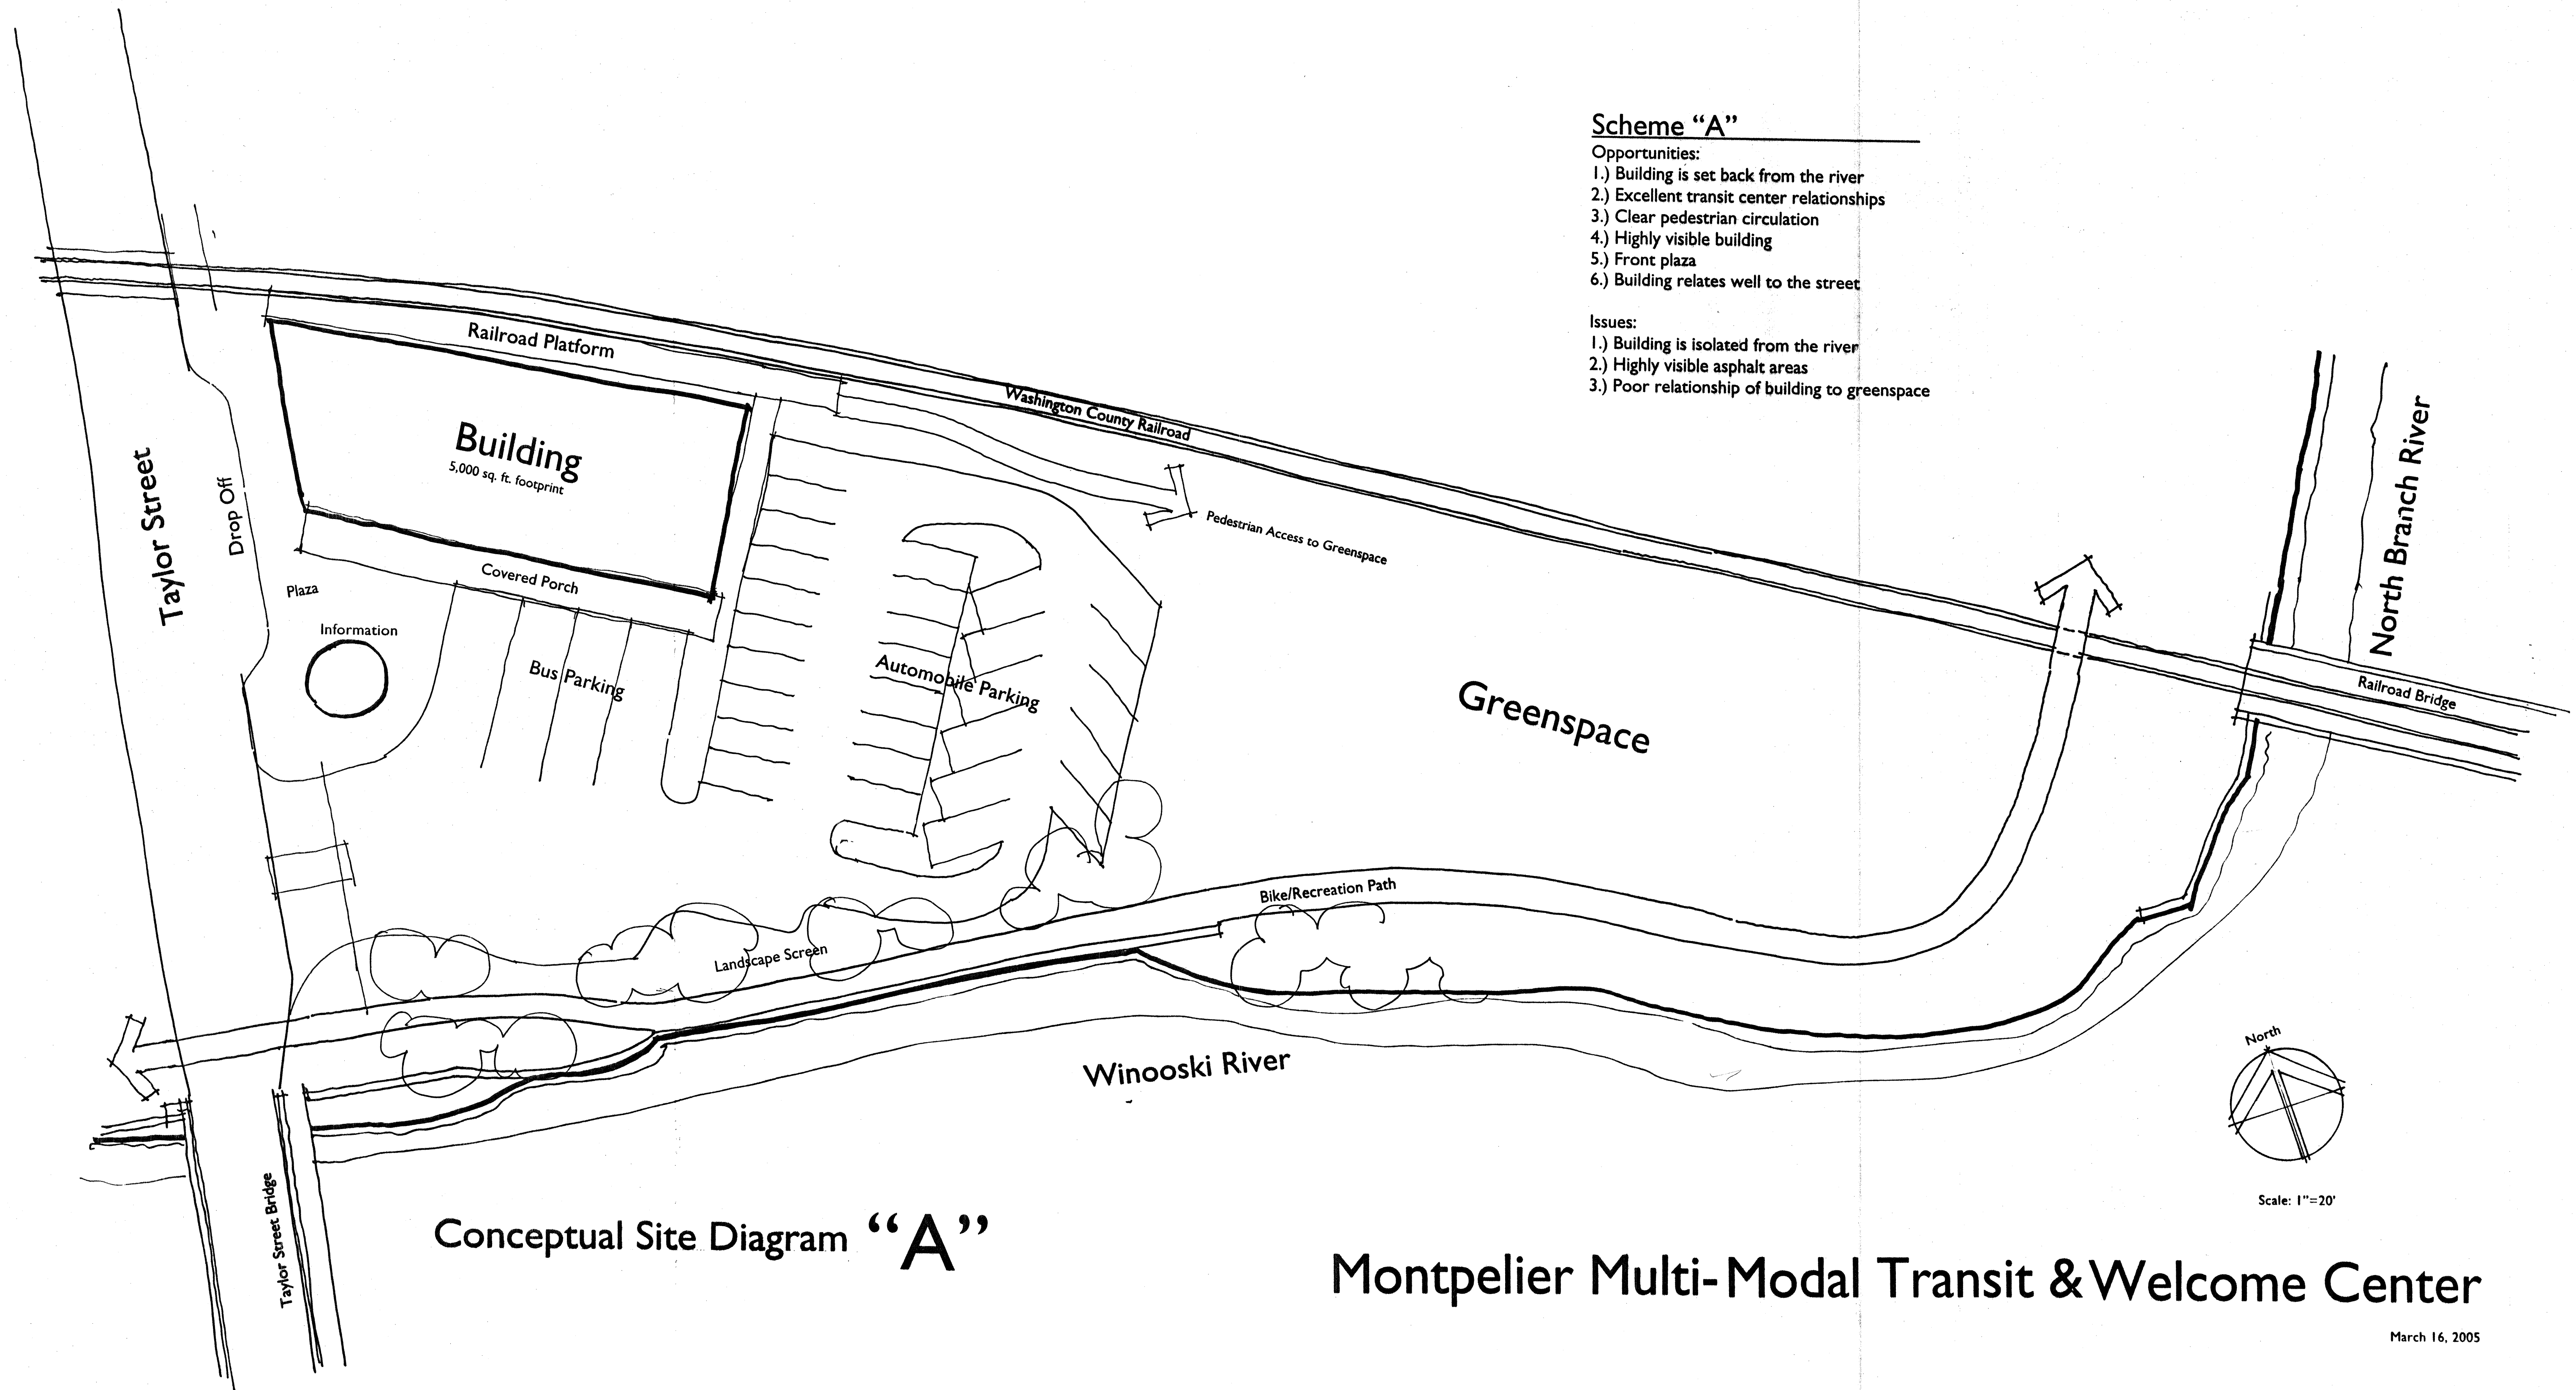 Scheme “A”
Opportunities:
1.) Building is set back from the river
2.) Excellent transit center relationships
3.) Clear pedestrian circulation
4.) Highly visible building
5.) Front plaza
6.) Building relates well to the street
Issues:
1.) Building is isolated from the river
2.) Highly visible asphalt areas
3.) Poor relationship of building to greenspace
Railroad Platform
Washington County Railroad
Building
5,000 sq. ft. footprint
Taylor Street
Drop Off
Plaza
Covered Porch
Information
Bus Parking
Automobile Parking
Pedestrian Access to Greenspace
Greenspace
North Branch River
Railroad Bridge
Bike/Recreation Path
Landscape Screen
Winooski River
North
Scale: 1"=20'
Taylor Street Bridge
Conceptual Site Diagram “A”
Montpelier Multi-Modal Transit & Welcome Center
March 16, 2005